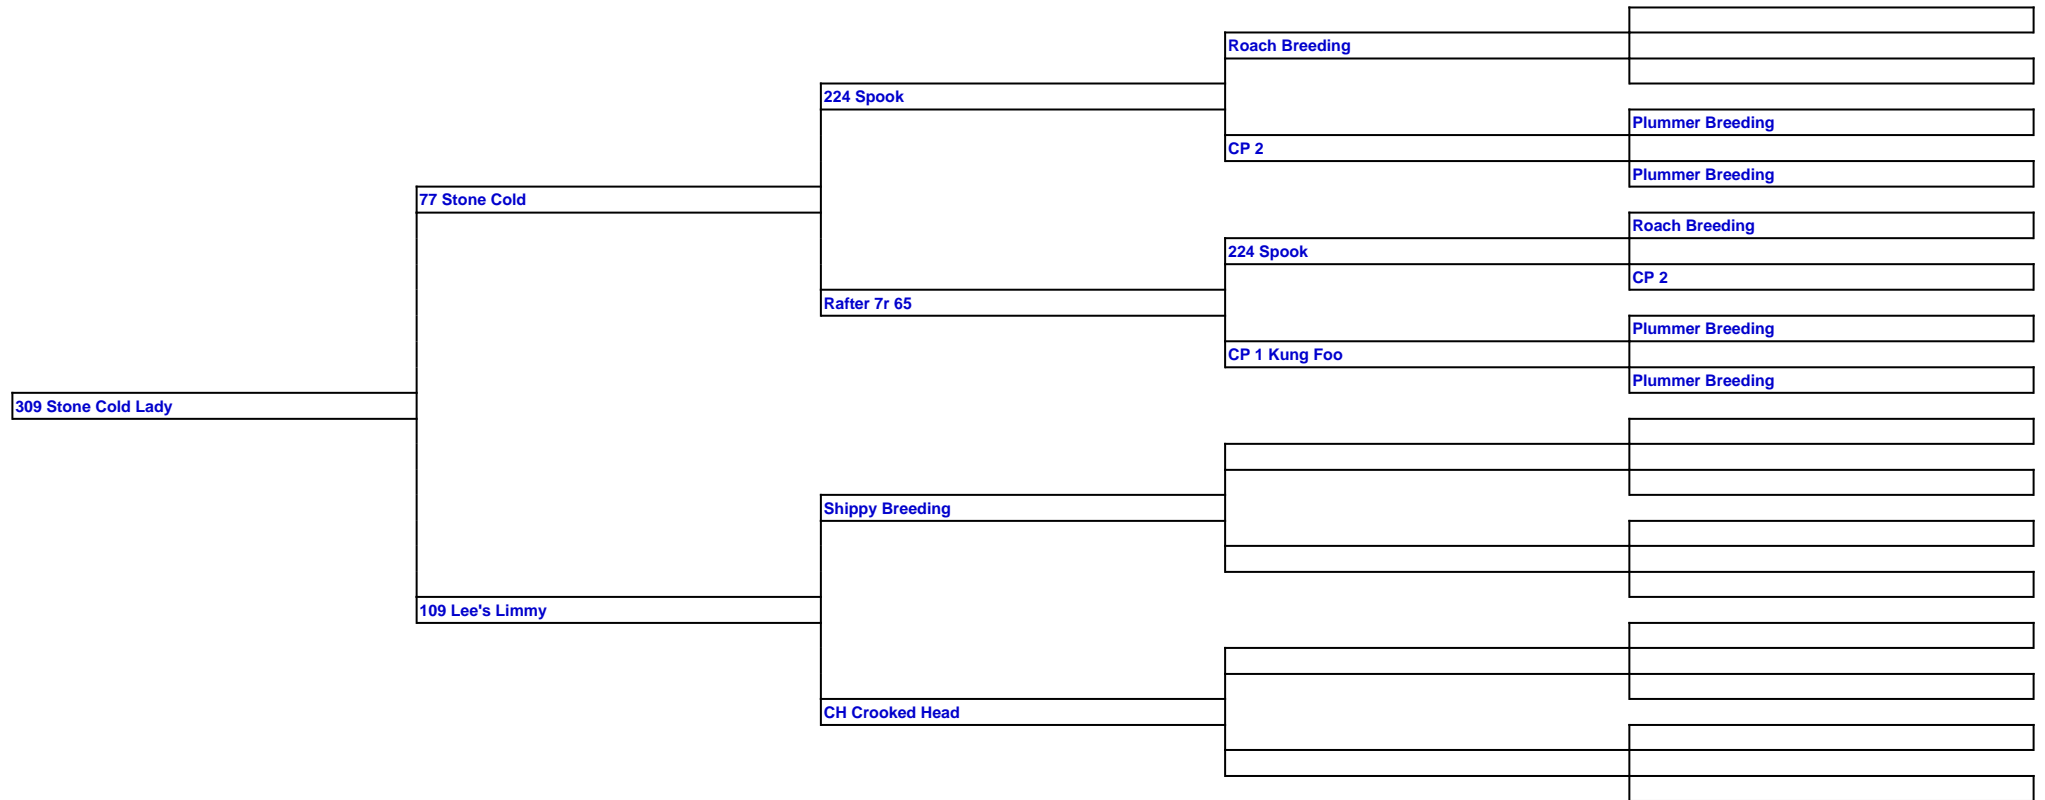 Roach Breeding
224 Spook
Plummer Breeding
CP 2
Plummer Breeding
77 Stone Cold
Roach Breeding
224 Spook
CP 2
Rafter 7r 65
Plummer Breeding
CP 1 Kung Foo
Plummer Breeding
309 Stone Cold Lady
Shippy Breeding
109 Lee's Limmy
CH Crooked Head